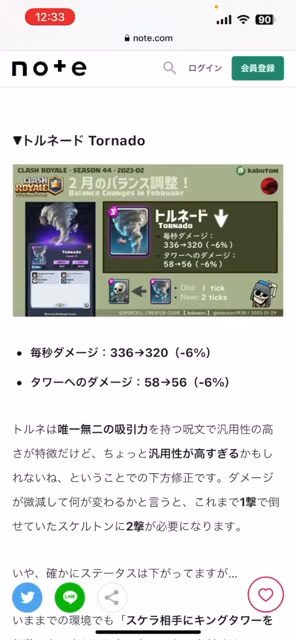 12:33
90
note.com
note
ログイン
会員登録
▼トルネード Tornado
CLASH ROYALE - SEASON 44 - 2023-02
kabutom
CLASH ROYALE
2月のバランス調整！
Balance Changes in February
3
Tornado
3
トルネード
Tornado
・毎秒ダメージ：
336→320（-6%）
・タワーへのダメージ：
58→56（-6%）
・Old: 1 tick
・New: 2 ticks
・毎秒ダメージ：336→320（-6%）
・タワーへのダメージ：58→56（-6%）
トルネは唯一無二の吸引力を持つ呪文で汎用性の高
さが特徴だけど、ちょっと汎用性が高すぎるかもし
れないね、ということでの下方修正です。ダメージ
が微減して何が変わるかと言うと、これまで1撃で倒
せていたスケルトンに2撃が必要になります。
いや、確かにステータスは下がってますが...
LINE
いままでの環境でも「スケラ相手にキングタワーを